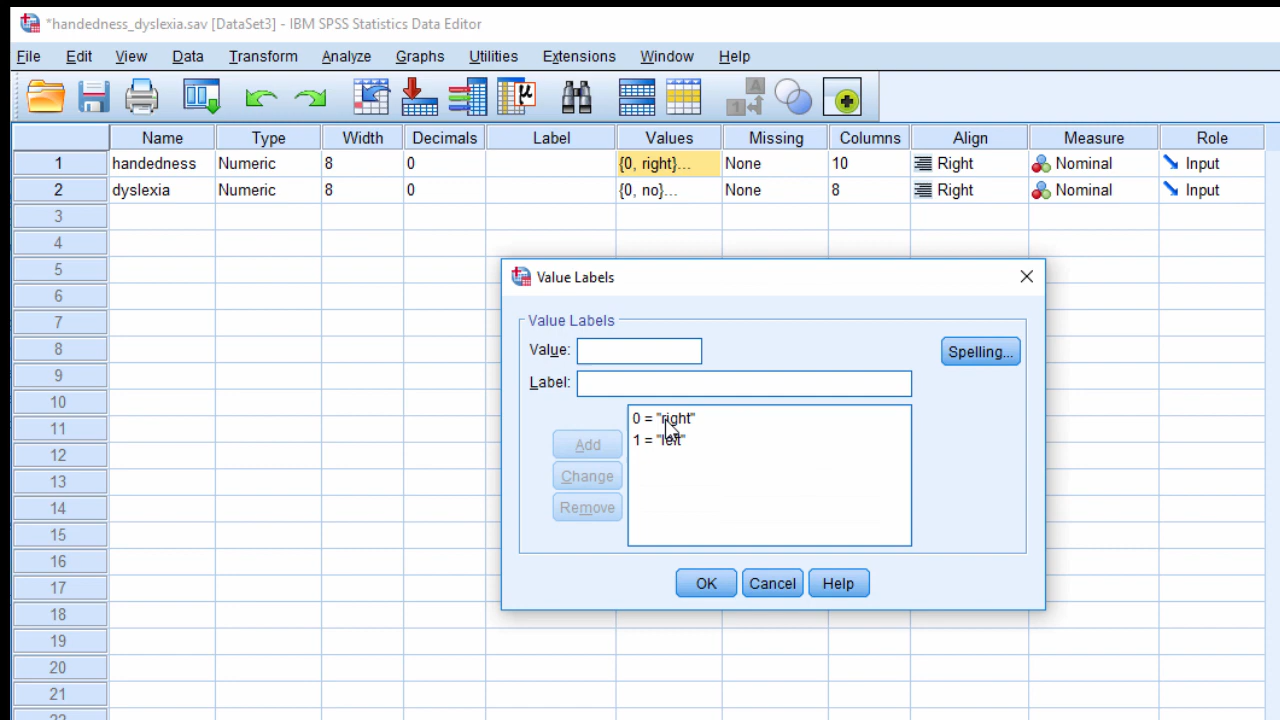 *handedness_dyslexia.sav [DataSet3] - IBM SPSS Statistics Data Editor
File Edit View Data Transform Analyze Graphs Utilities Extensions Window Help
A
1
μ
Name Type Width Decimals Label Values Missing Columns Align Measure Role
1 handedness Numeric 8 0 {0, right}... None 10 Right Nominal Input
2 dyslexia Numeric 8 0 {0, no}... None 8 Right Nominal Input
3
4
5
6
7
8
9
10
11
12
13
14
15
16
17
18
19
20
21
22
Value Labels
Value Labels
Value:
Spelling...
Label:
0 = "right"
1 = "left"
Add
Change
Remove
OK Cancel Help